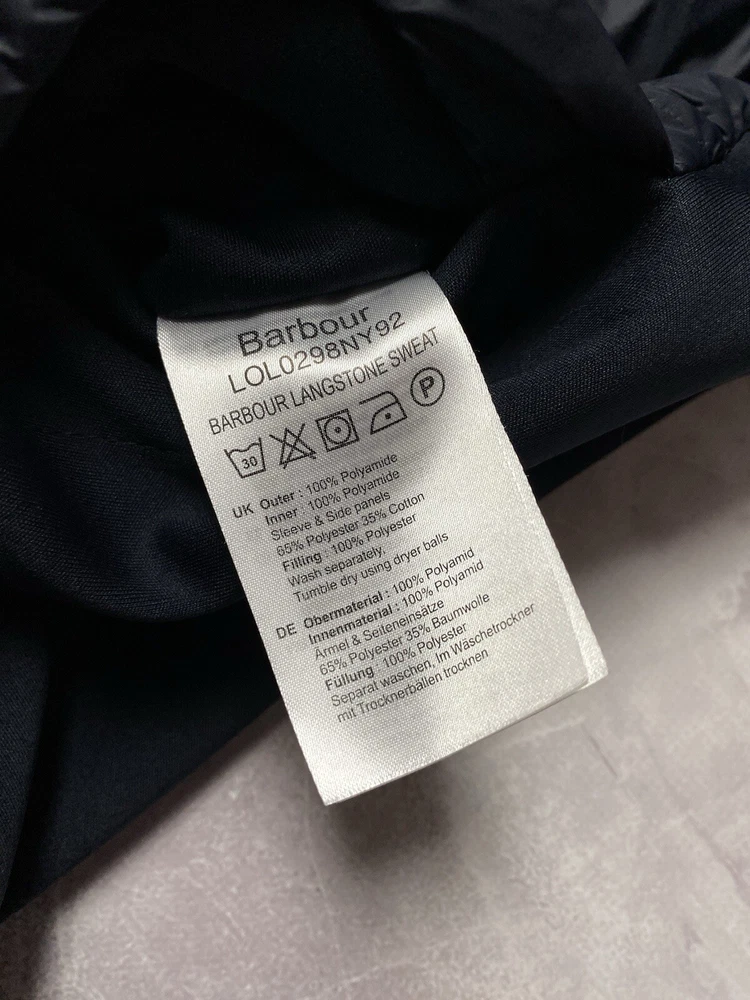 Barbour
LOL0298NY92
BARBOUR LANGSTONE SWEAT
30 P
UK Outer : 100% Polyamide
Inner : 100% Polyamide
Sleeve & Side panels
65% Polyester 35% Cotton
Filling : 100% Polyester
Wash separately,
Tumble dry using dryer balls
DE Obermaterial : 100% Polyamid
Innenmaterial : 100% Polyamid
Ärmel & Seiteneinsätze
65% Polyester 35% Baumwolle
Füllung : 100% Polyester
Separat waschen, Im Wäschetrockner
mit Trocknerbällen trocknen